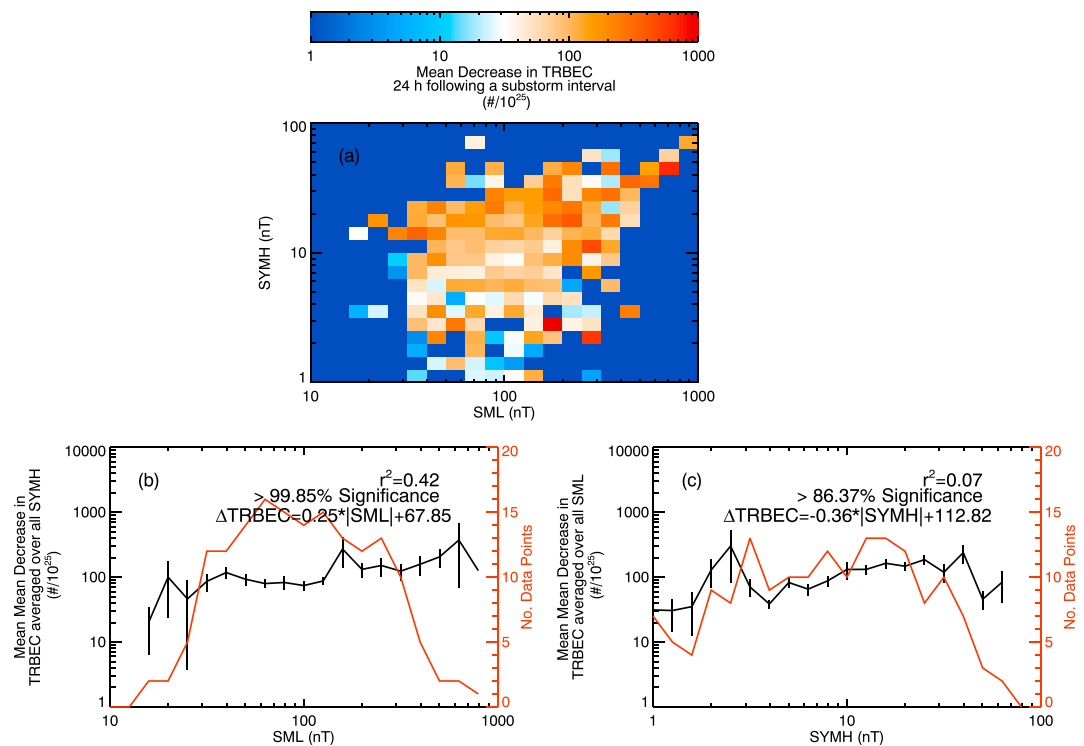 1 10 100 1000
Mean Decrease in TRBEC
24 h following a substorm interval
(#/10^25)
(a)
100
10
1
SYMH (nT)
10 100 1000
SML (nT)
(b)
r^2=0.42
> 99.85% Significance
ΔTRBEC=0.25*|SML|+67.85
10000
1000
100
10
1
Mean Mean Decrease in
TRBEC averaged over all SYMH
(#/10^25)
20
15
10
5
0
No. Data Points
10 100 1000
SML (nT)
(c)
r^2=0.07
> 86.37% Significance
ΔTRBEC=-0.36*|SYMH|+112.82
10000
1000
100
10
1
Mean Mean Decrease in
TRBEC averaged over all SML
(#/10^25)
20
15
10
5
0
No. Data Points
1 10 100
SYMH (nT)